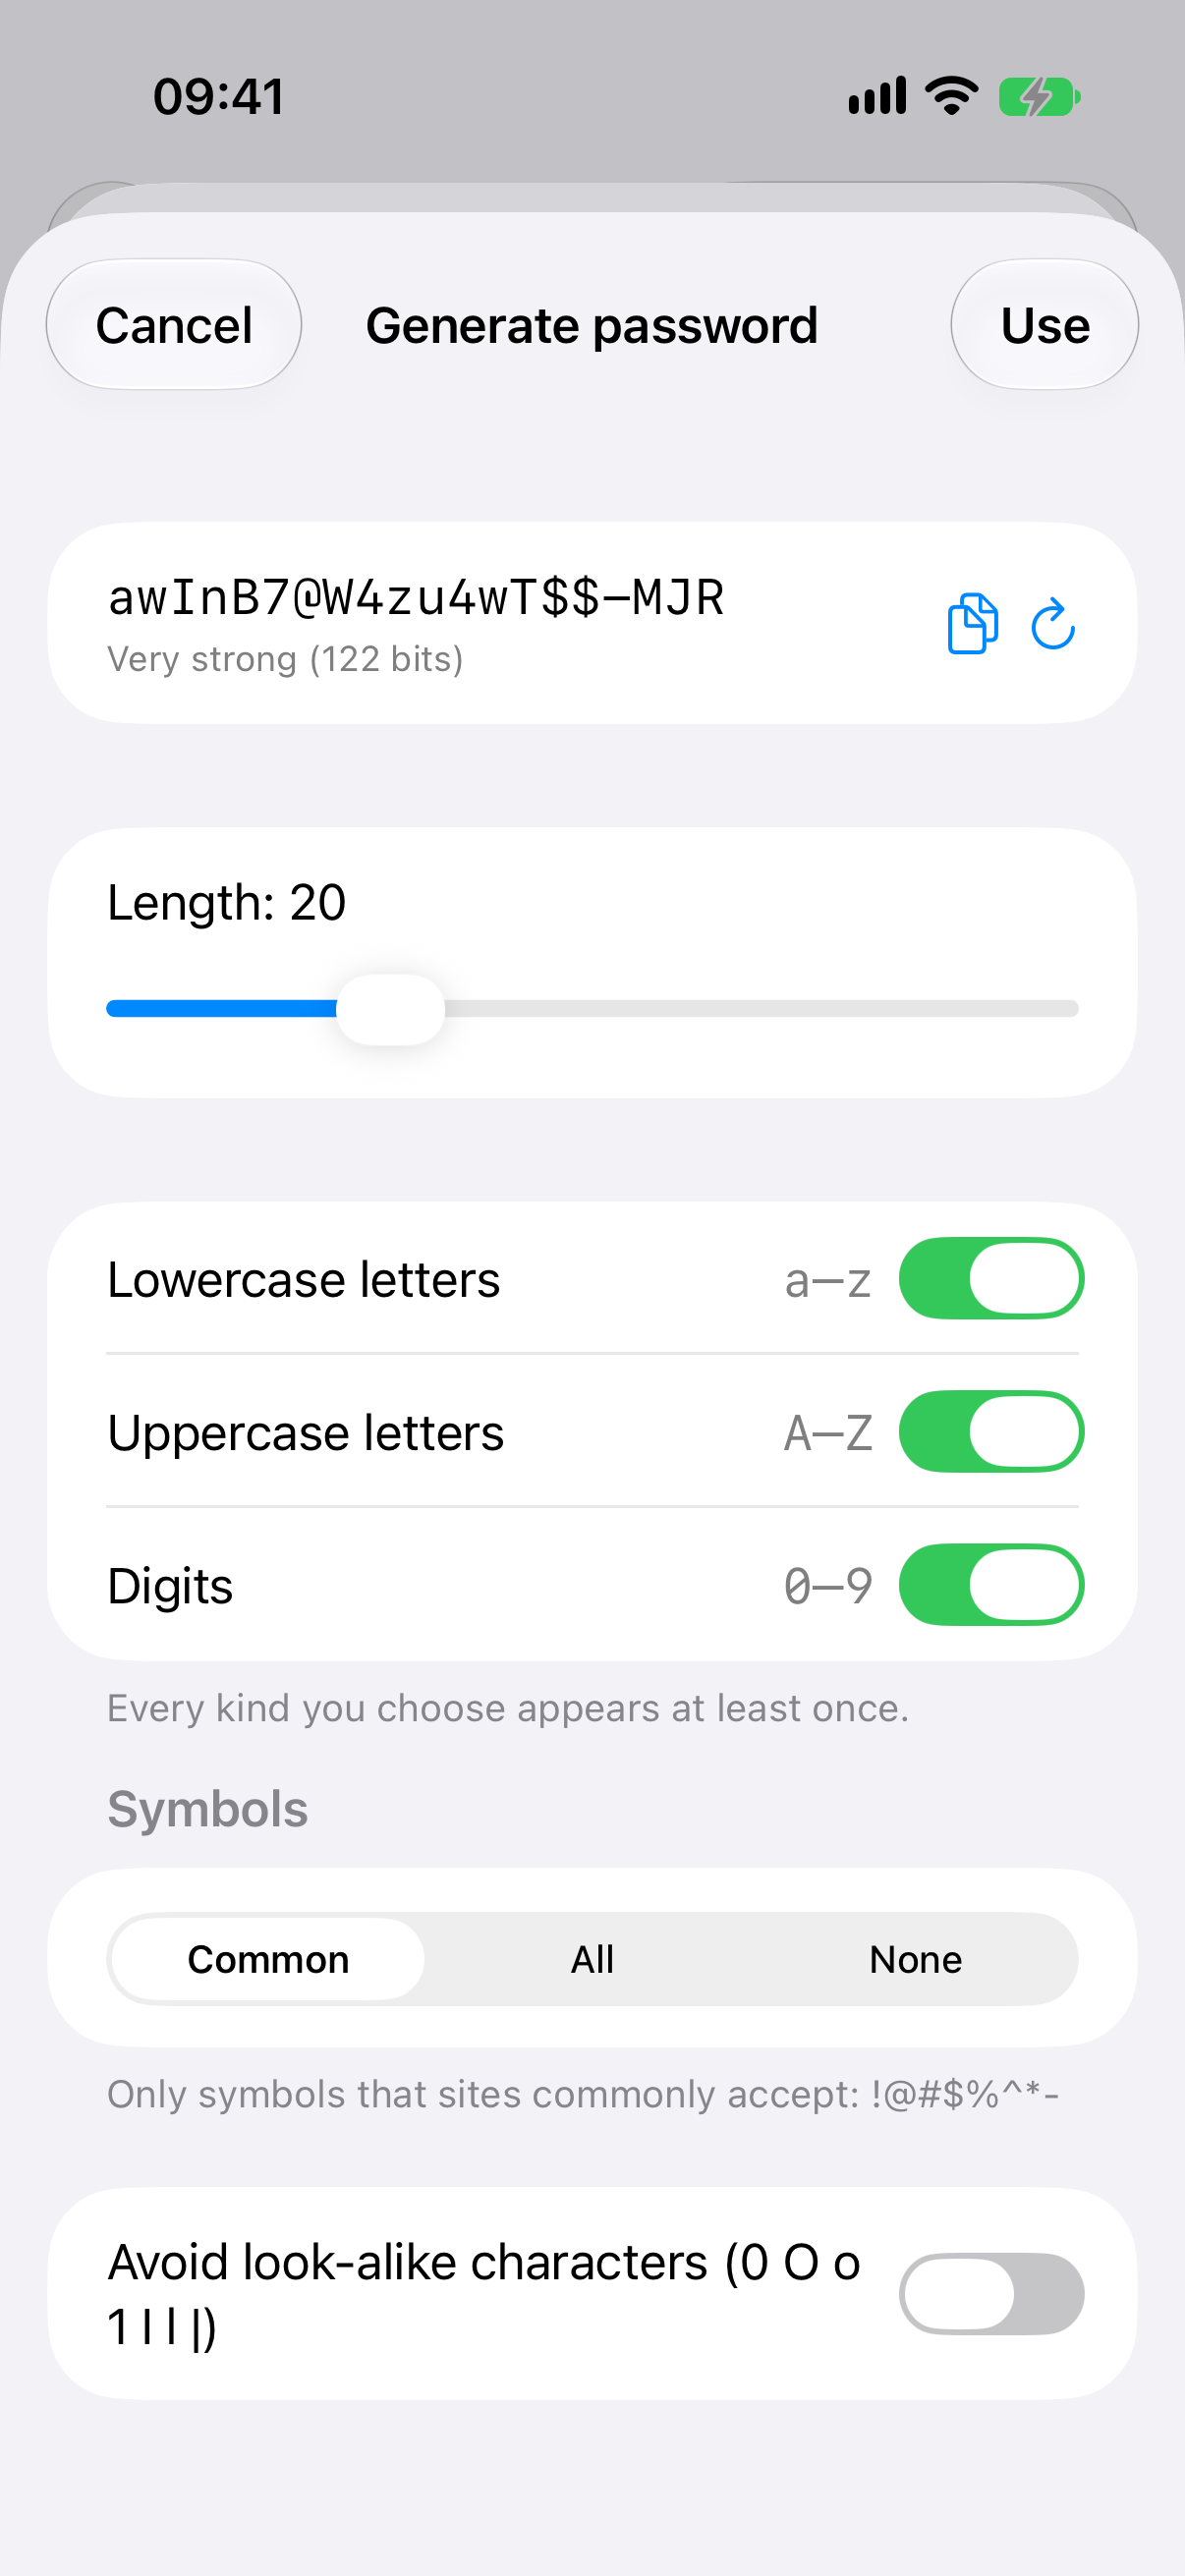 09:41
Cancel
Generate password
Use
awInB7@W4zu4wT$$-MJR
Very strong (122 bits)
Length: 20
Lowercase letters a–z
Uppercase letters A–Z
Digits 0–9
Every kind you choose appears at least once.
Symbols
Common All None
Only symbols that sites commonly accept: !@#$%^*-
Avoid look-alike characters (0 O o
1 I l |)